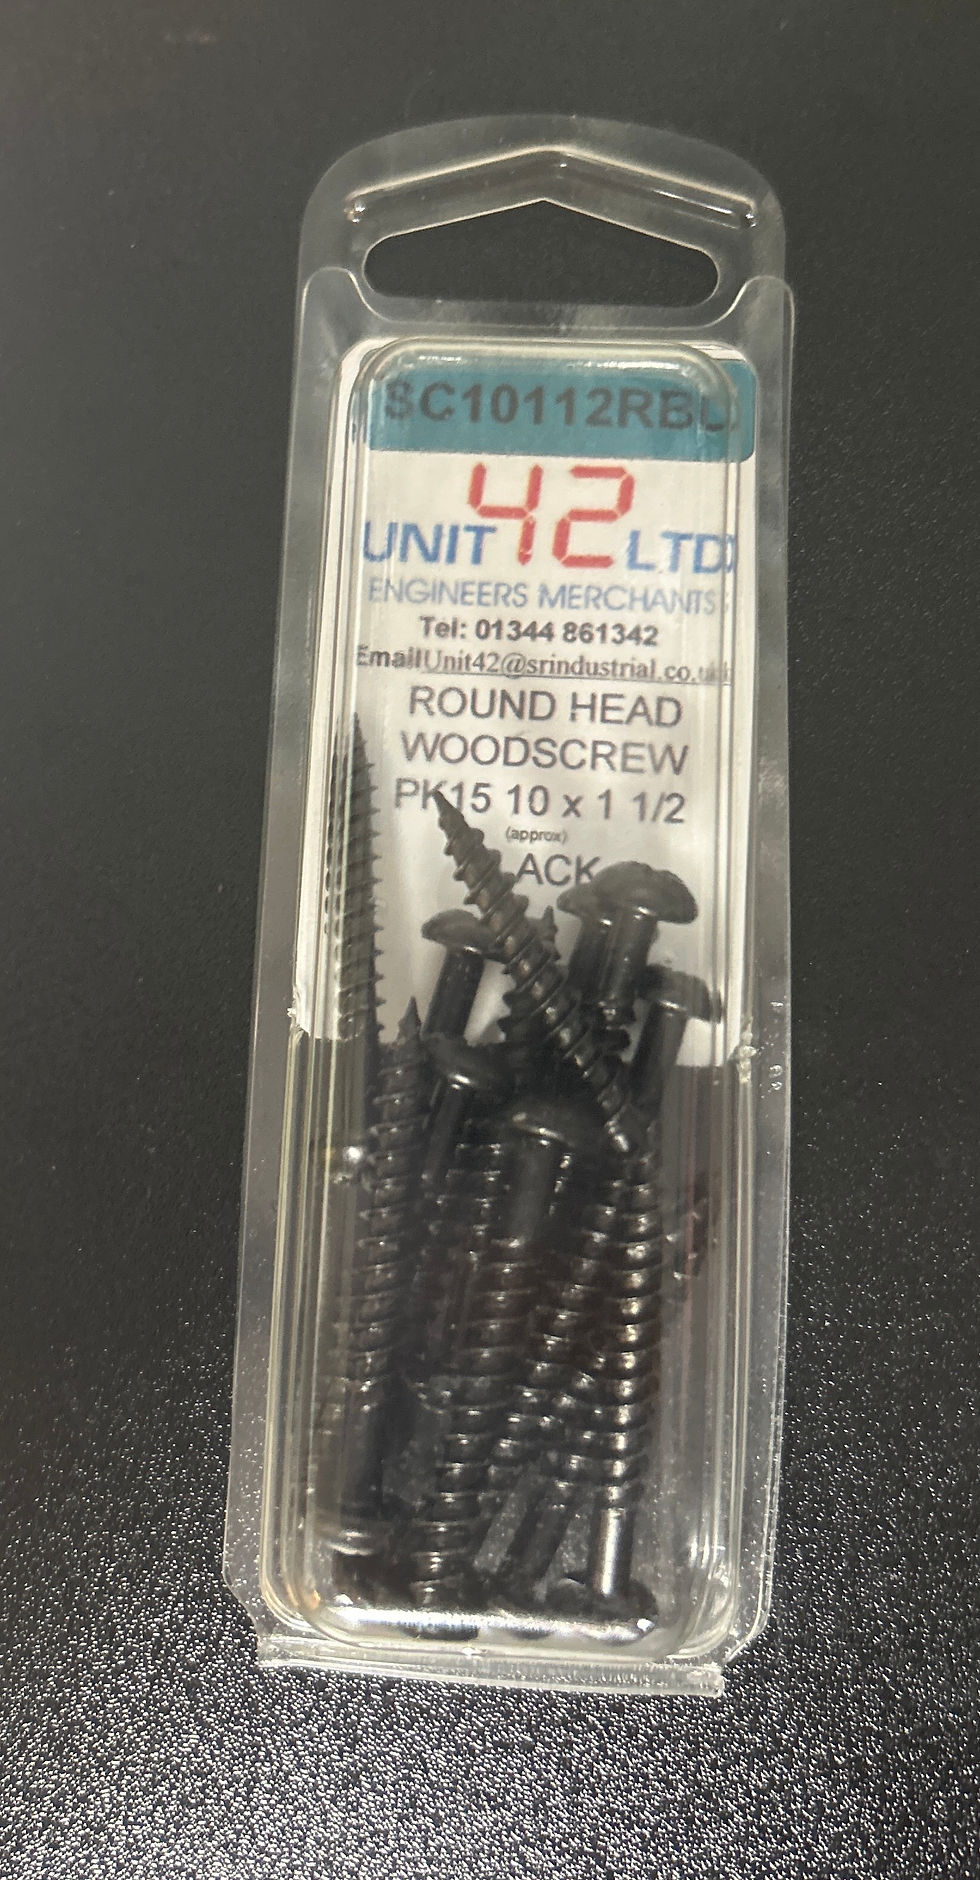 SC10112RBL
UNIT 42 LTD
ENGINEERS MERCHANTS
Tel: 01344 861342
EmailUnit42@srindustrial.co.uk
ROUND HEAD
WOODSCREW
PK15 10 x 1 1/2
(approx)
ACK